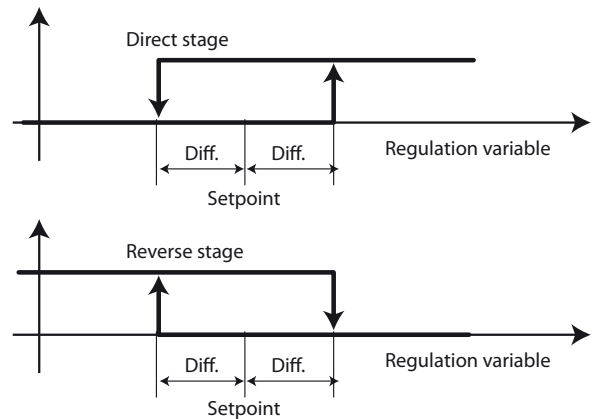 Direct stage
Diff. Diff. Regulation variable
Setpoint
Reverse stage
Diff. Diff. Regulation variable
Setpoint